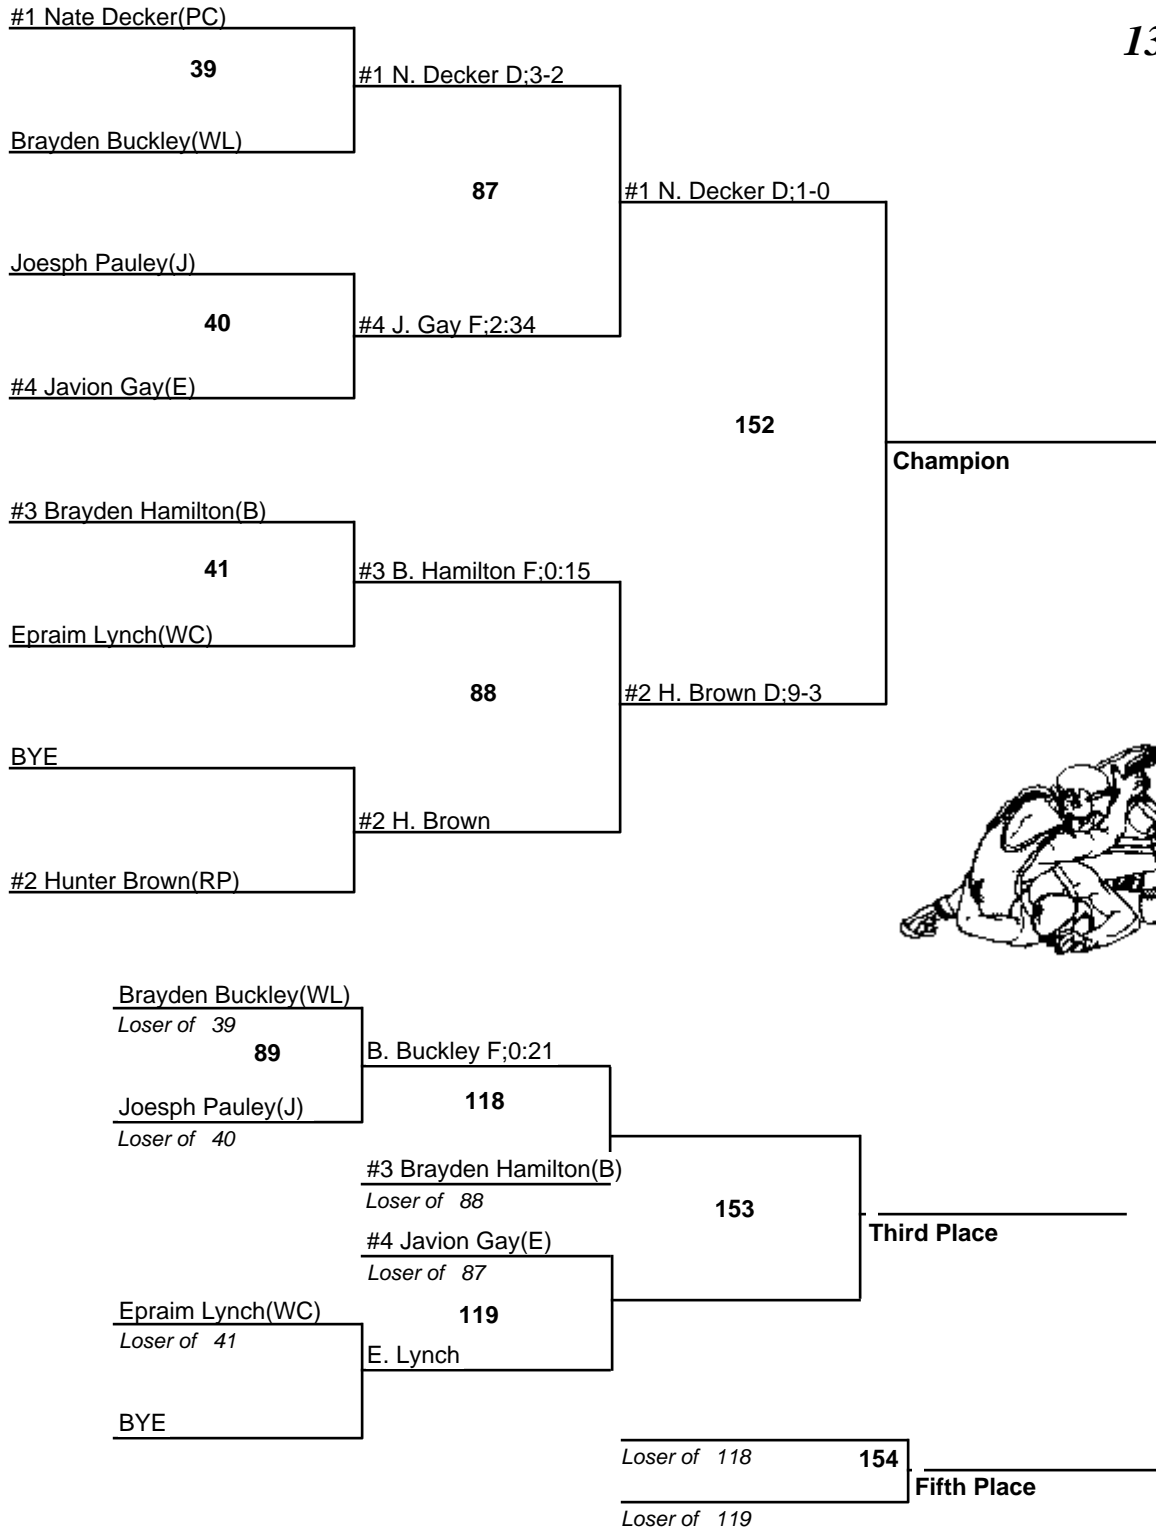 #1 Nate Decker(PC)
13
39
#1 N. Decker D;3-2
Brayden Buckley(WL)
87
#1 N. Decker D;1-0
Joesph Pauley(J)
40
#4 J. Gay F;2:34
#4 Javion Gay(E)
152
Champion
#3 Brayden Hamilton(B)
41
#3 B. Hamilton F;0:15
Epraim Lynch(WC)
88
#2 H. Brown D;9-3
BYE
#2 H. Brown
#2 Hunter Brown(RP)
Brayden Buckley(WL)
Loser of 39
89
B. Buckley F;0:21
Joesph Pauley(J)
Loser of 40
118
#3 Brayden Hamilton(B)
Loser of 88
153
Third Place
#4 Javion Gay(E)
Loser of 87
Epraim Lynch(WC)
Loser of 41
119
E. Lynch
BYE
Loser of 118
154
Fifth Place
Loser of 119